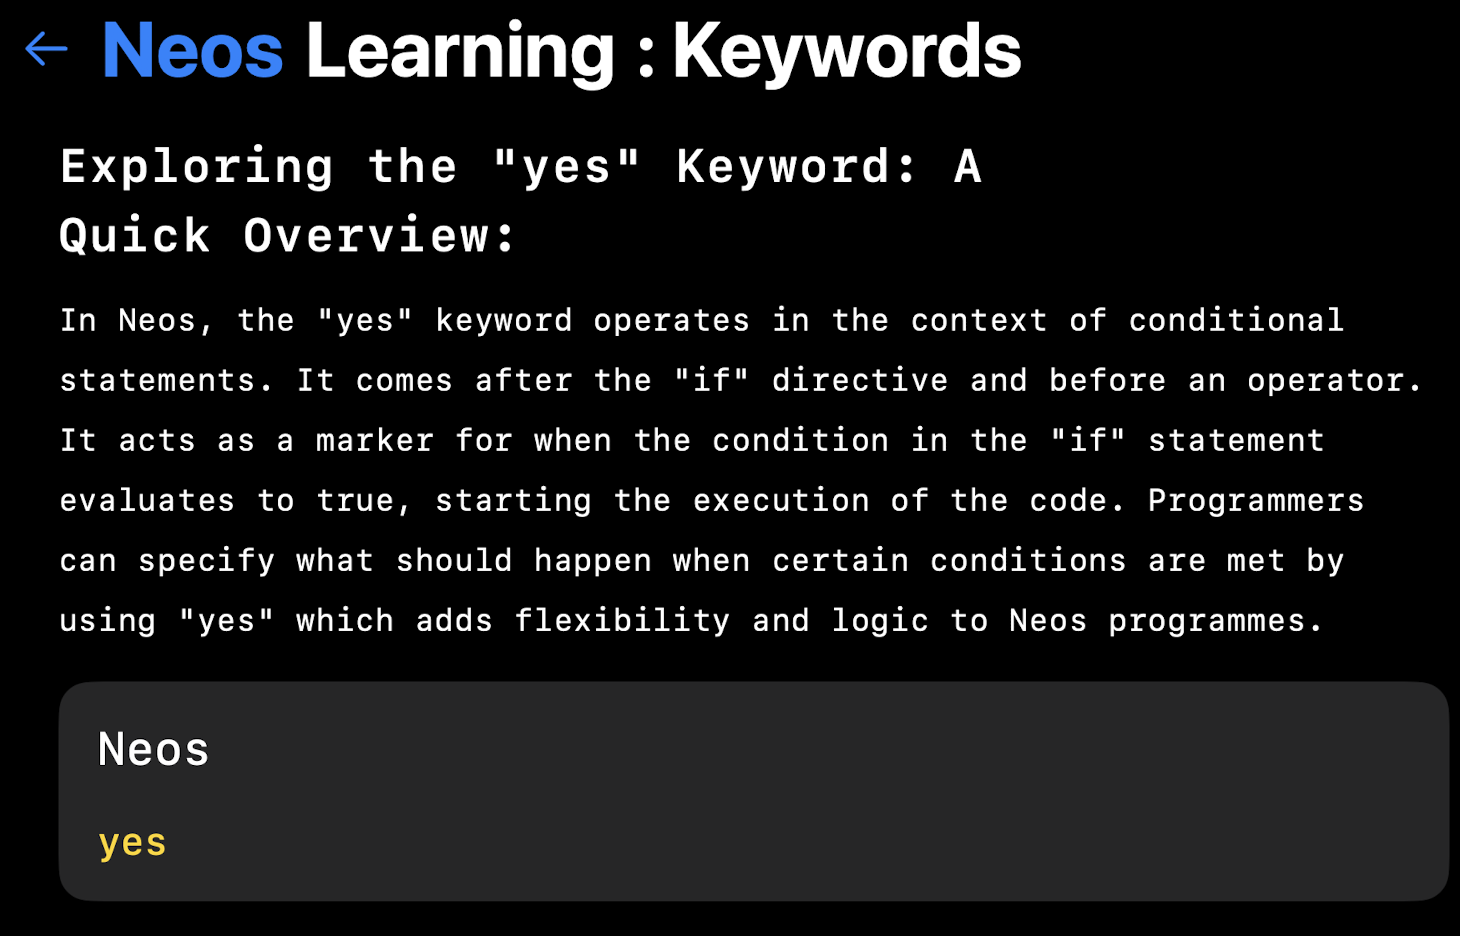 ← Neos Learning : Keywords
Exploring the "yes" Keyword: A
Quick Overview:
In Neos, the "yes" keyword operates in the context of conditional
statements. It comes after the "if" directive and before an operator.
It acts as a marker for when the condition in the "if" statement
evaluates to true, starting the execution of the code. Programmers
can specify what should happen when certain conditions are met by
using "yes" which adds flexibility and logic to Neos programmes.
Neos
yes